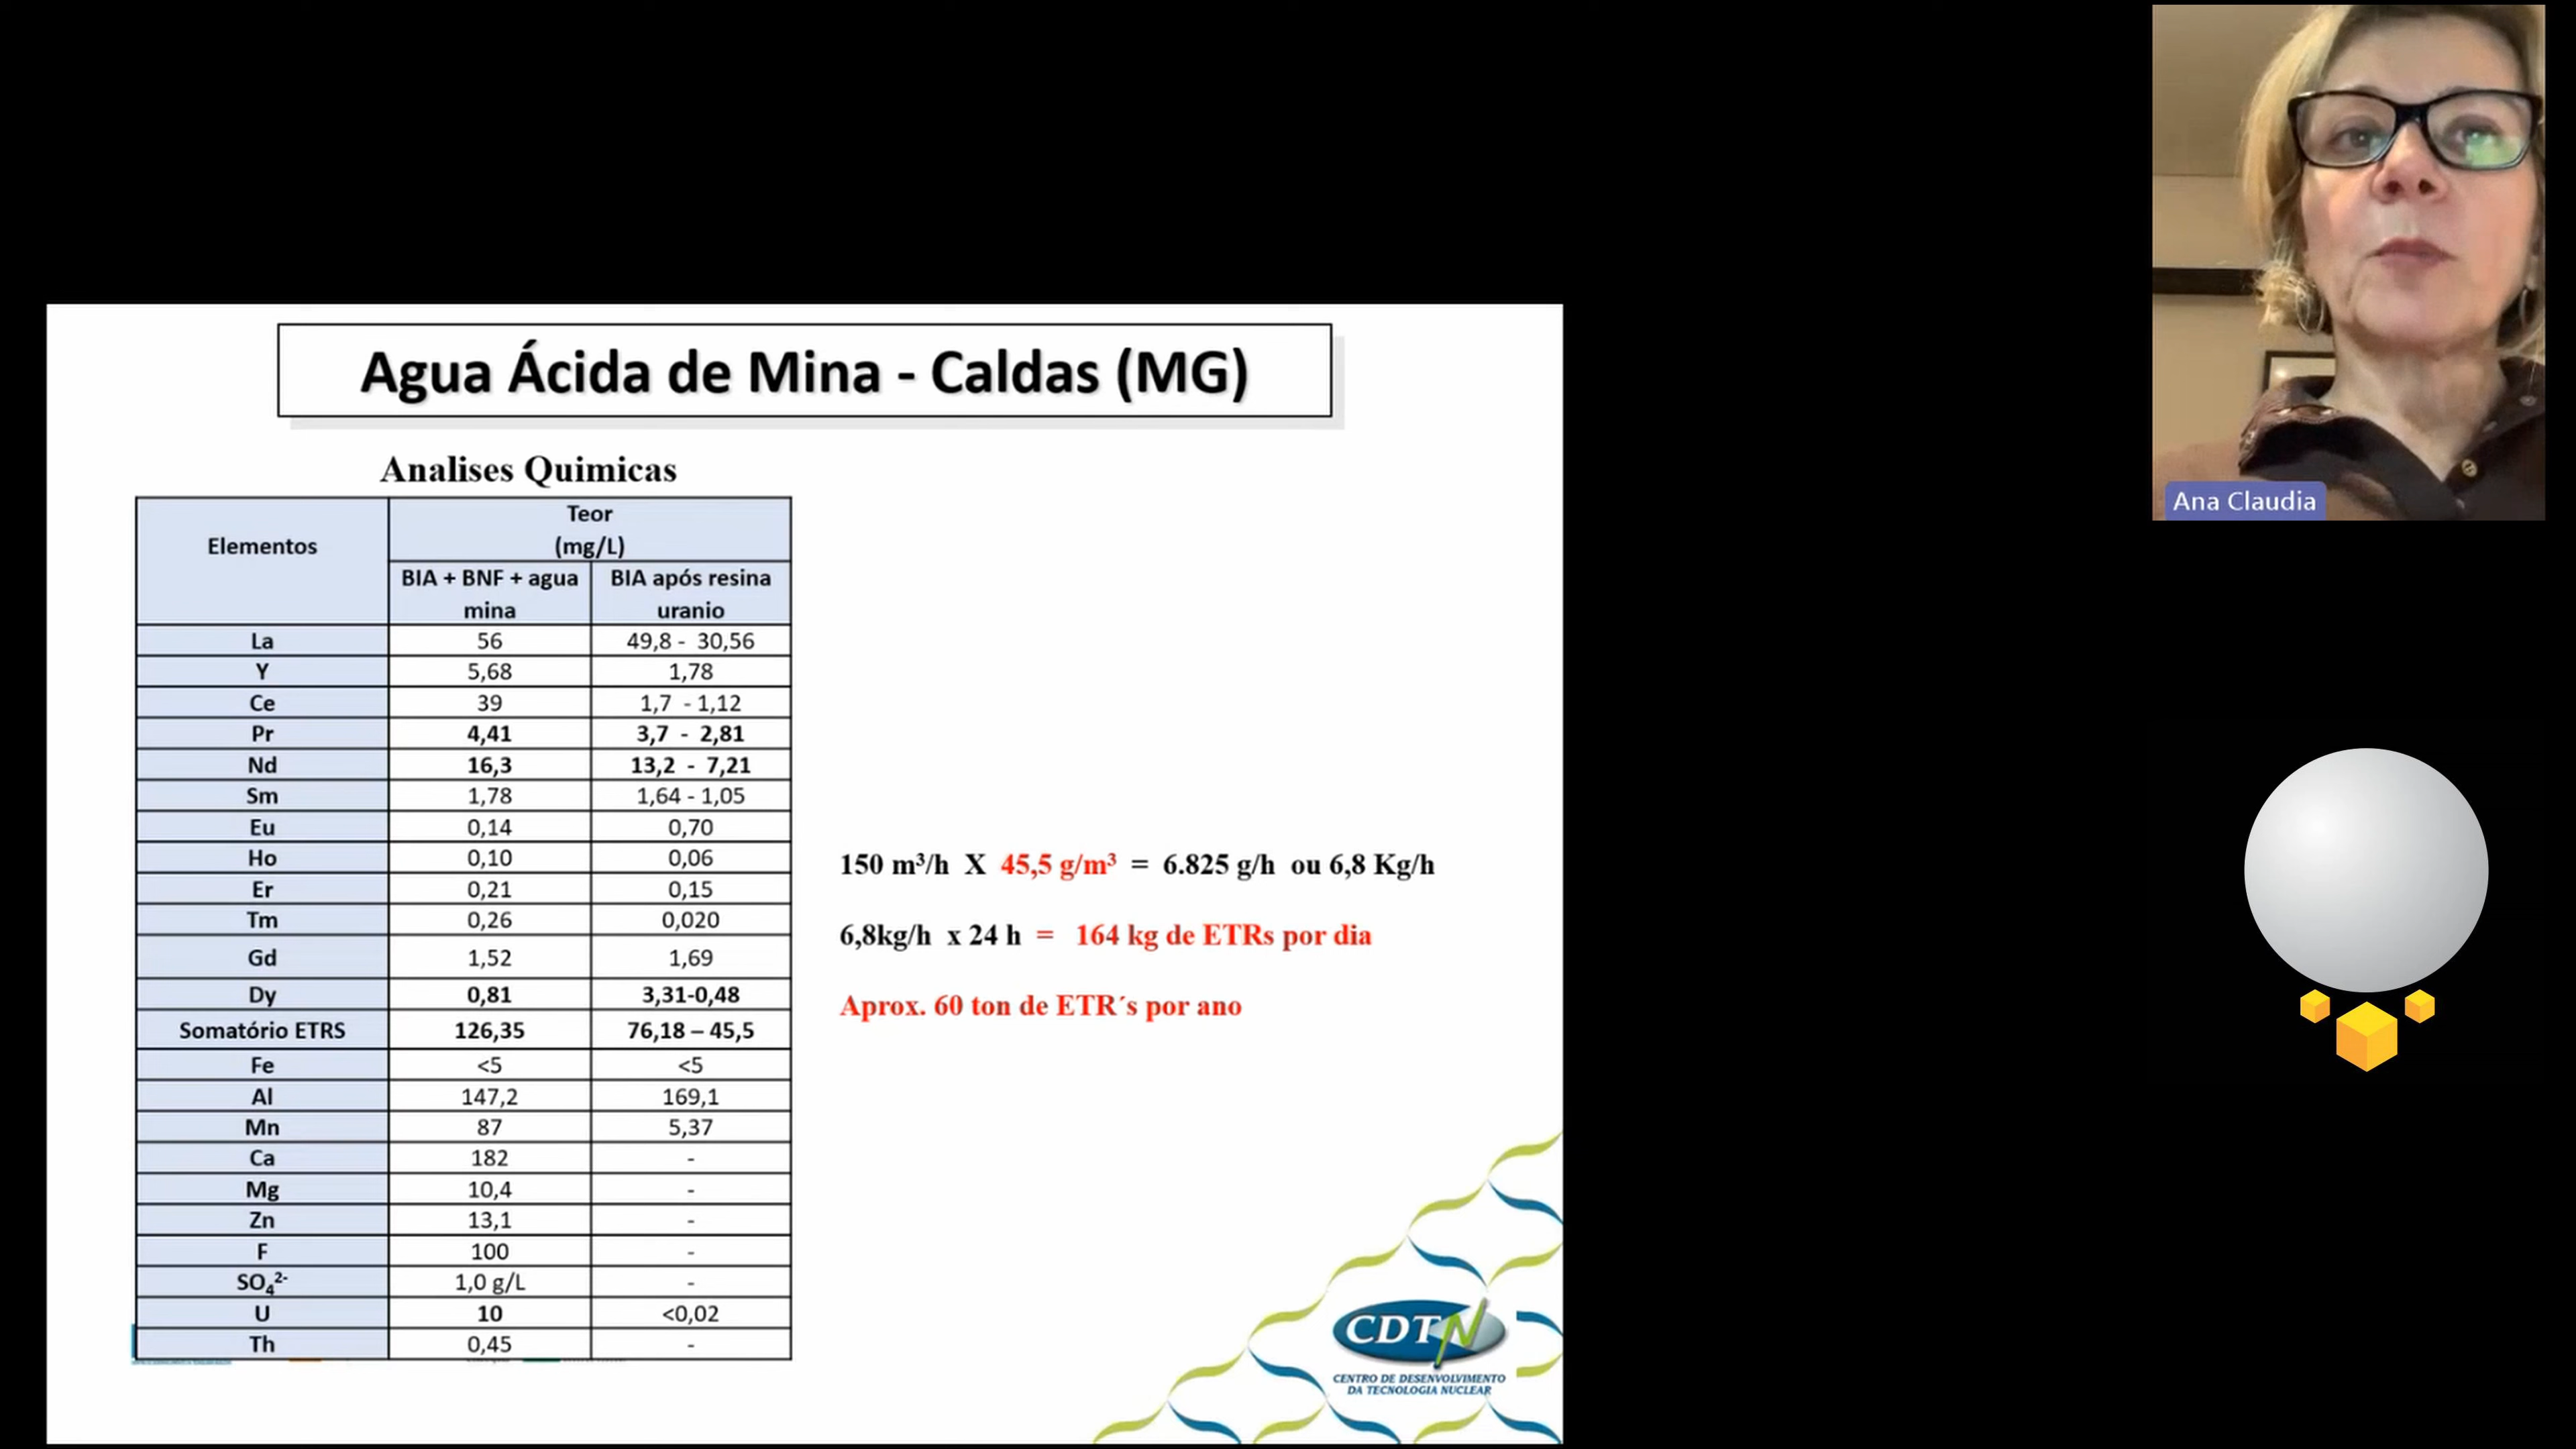 Agua Ácida de Mina - Caldas (MG)
Analises Quimicas
Elementos
Teor
(mg/L)
BIA + BNF + agua mina
BIA após resina uranio
La 56 49,8 - 30,56
Y 5,68 1,78
Ce 39 1,7 - 1,12
Pr 4,41 3,7 - 2,81
Nd 16,3 13,2 - 7,21
Sm 1,78 1,64 - 1,05
Eu 0,14 0,70
Ho 0,10 0,06
Er 0,21 0,15
Tm 0,26 0,020
Gd 1,52 1,69
Dy 0,81 3,31-0,48
Somatório ETRS 126,35 76,18 – 45,5
Fe <5 <5
Al 147,2 169,1
Mn 87 5,37
Ca 182 -
Mg 10,4 -
Zn 13,1 -
F 100 -
SO₄²⁻ 1,0 g/L -
U 10 <0,02
Th 0,45 -
150 m³/h X 45,5 g/m³ = 6.825 g/h ou 6,8 Kg/h
6,8kg/h x 24 h = 164 kg de ETRs por dia
Aprox. 60 ton de ETR´s por ano
CDTN
CENTRO DE DESENVOLVIMENTO
DA TECNOLOGIA NUCLEAR
Ana Claudia